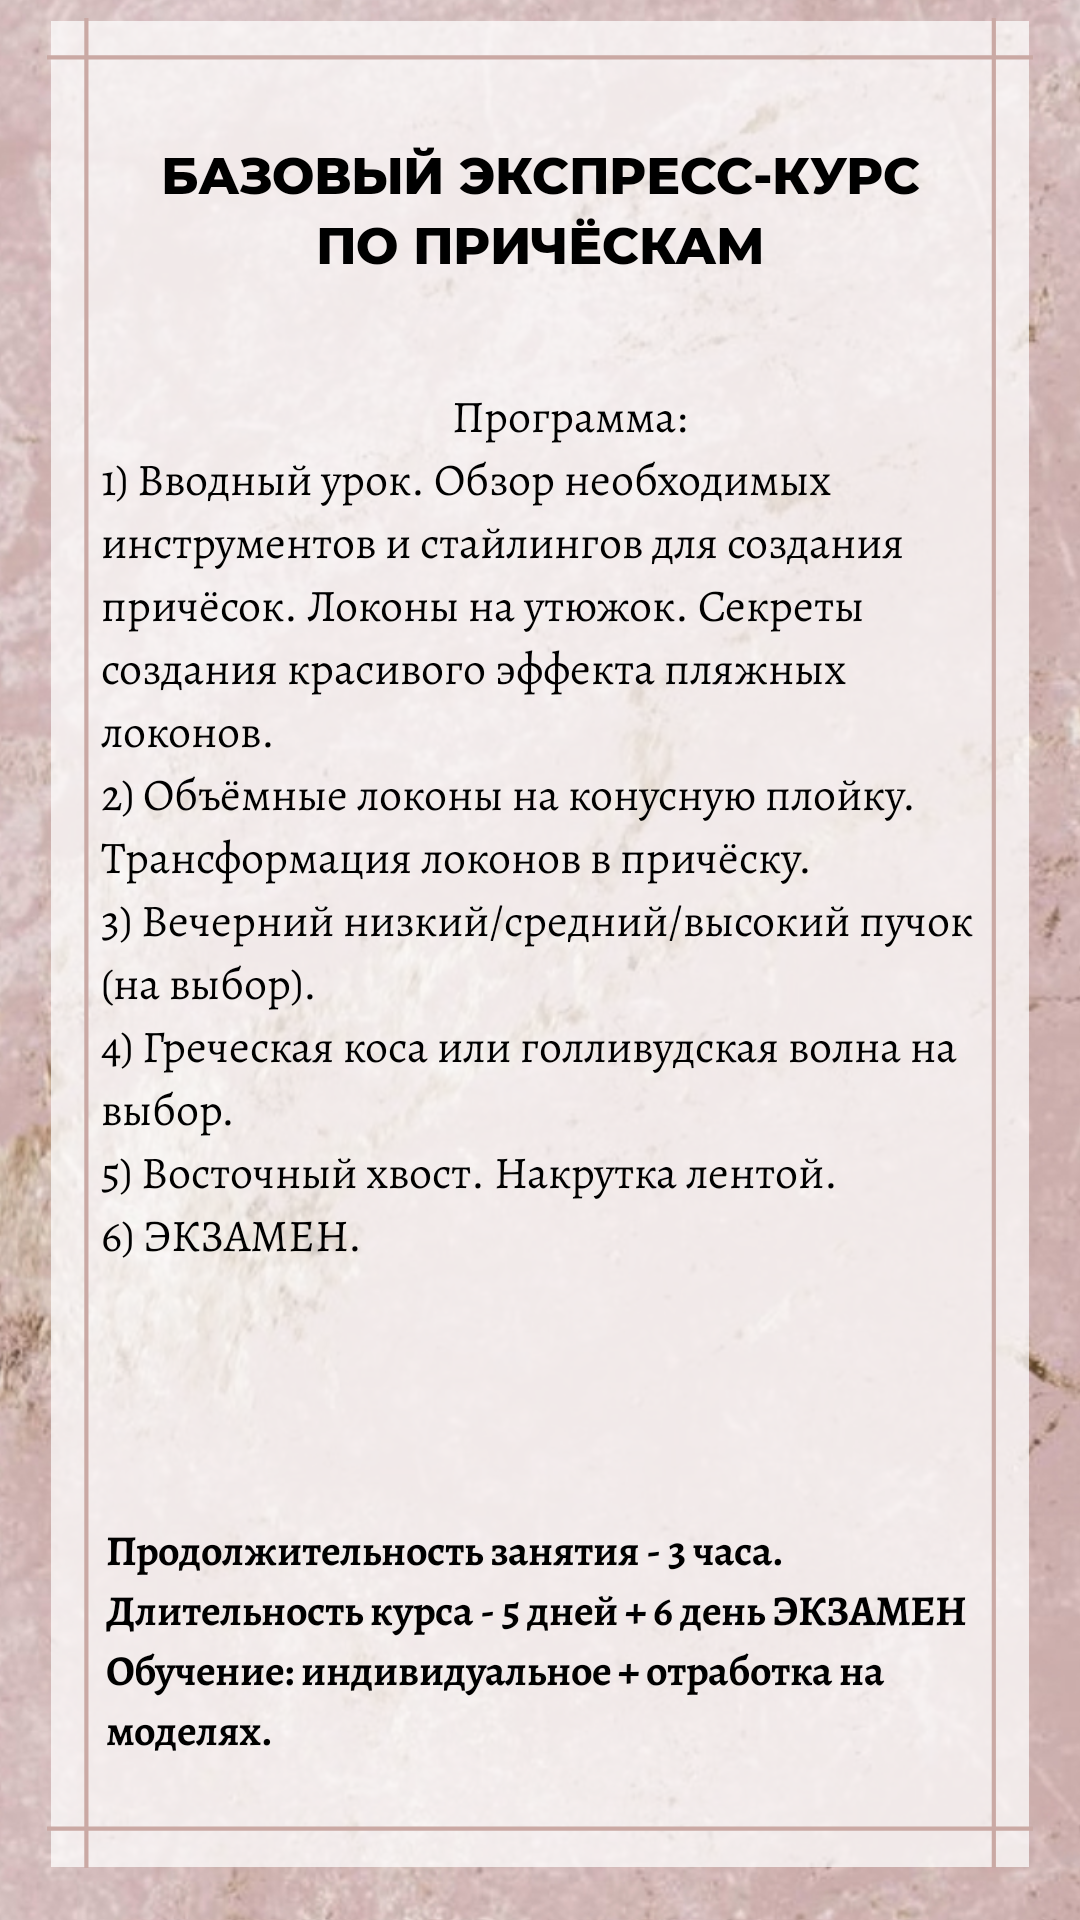 БАЗОВЫЙ ЭКСПРЕСС-КУРС
ПО ПРИЧЁСКАМ
Программа:
1) Вводный урок. Обзор необходимых
инструментов и стайлингов для создания
причёсок. Локоны на утюжок. Секреты
создания красивого эффекта пляжных
локонов.
2) Объёмные локоны на конусную плойку.
Трансформация локонов в причёску.
3) Вечерний низкий/средний/высокий пучок
(на выбор).
4) Греческая коса или голливудская волна на
выбор.
5) Восточный хвост. Накрутка лентой.
6) ЭКЗАМЕН.
Продолжительность занятия - 3 часа.
Длительность курса - 5 дней + 6 день ЭКЗАМЕН
Обучение: индивидуальное + отработка на
моделях.